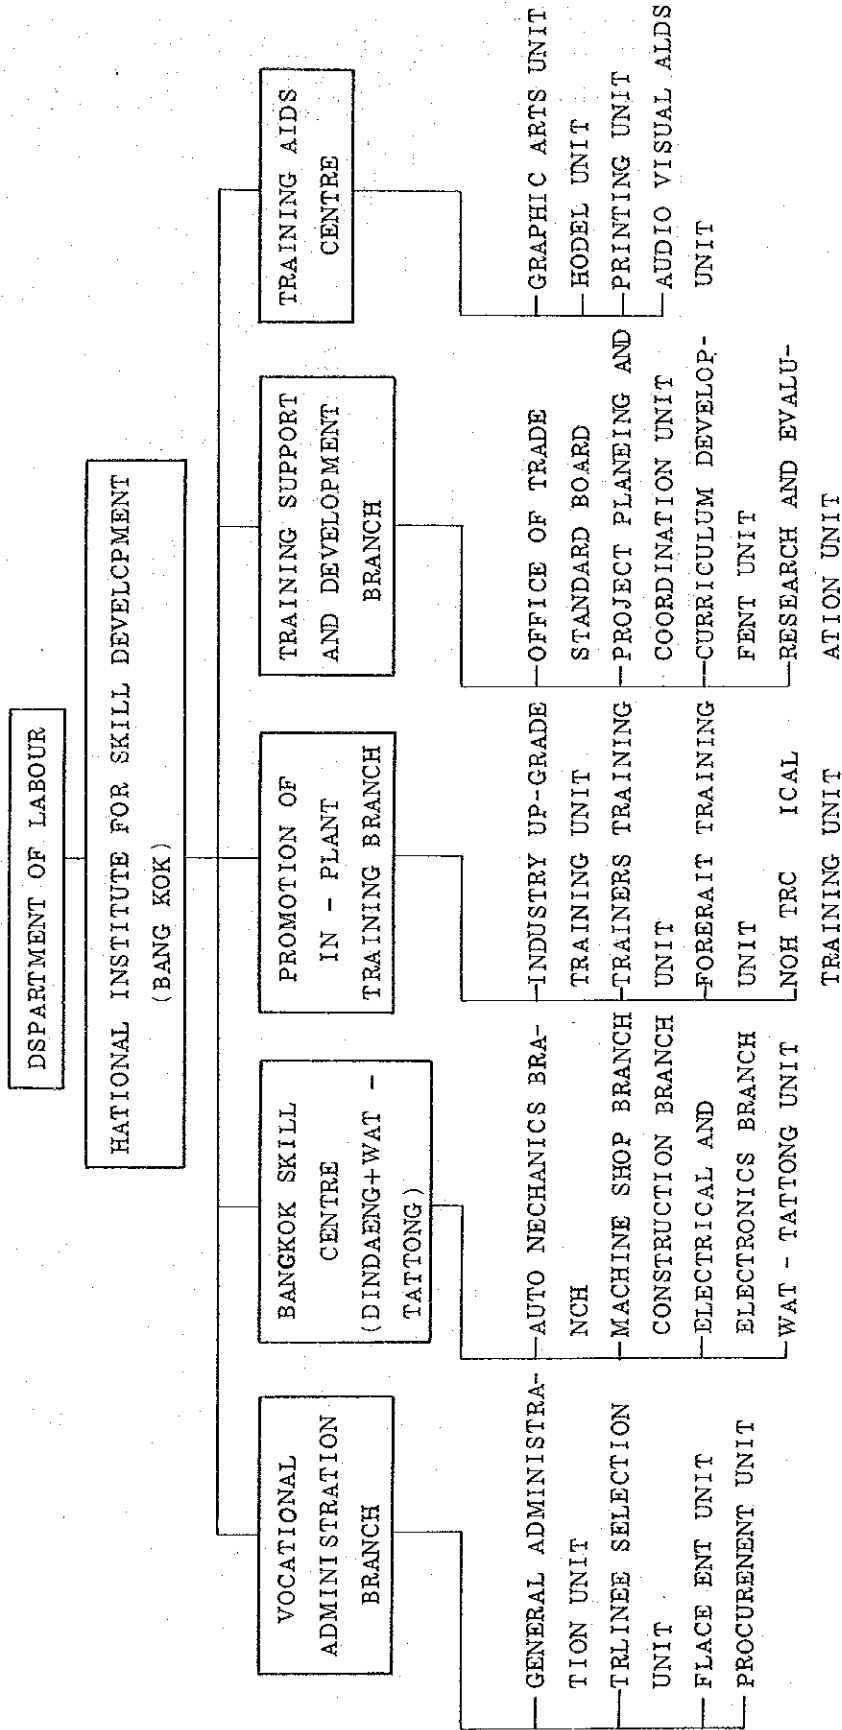 DSPARTMENT OF LABOUR
HATIONAL INSTITUTE FOR SKILL DEVELCPMENT
(BANG KOK)
VOCATIONAL
ADMINISTRATION
BRANCH
GENERAL ADMINISTRA-
TION UNIT
TRLINEE SELECTION
UNIT
FLACE ENT UNIT
PROCURENENT UNIT
BANGKOK SKILL
CENTRE
(DINDAENG+WAT -
TATTONG)
AUTO NECHANICS BRA-
NCH
MACHINE SHOP BRANCH
CONSTRUCTION BRANCH
ELECTRICAL AND
ELECTRONICS BRANCH
WAT - TATTONG UNIT
PROMOTION OF
IN - PLANT
TRAINING BRANCH
INDUSTRY UP-GRADE
TRAINING UNIT
TRAINERS TRAINING
UNIT
FORERAIT TRAINING
UNIT
NOH TRC ICAL
TRAINING UNIT
TRAINING SUPPORT
AND DEVELOPMENT
BRANCH
OFFICE OF TRADE
STANDARD BOARD
PROJECT PLANEING AND
COORDINATION UNIT
CURRICULUM DEVELOP-
FENT UNIT
RESEARCH AND EVALU-
ATION UNIT
TRAINING AIDS
CENTRE
GRAPHIC ARTS UNIT
HODEL UNIT
PRINTING UNIT
AUDIO VISUAL ALDS
UNIT